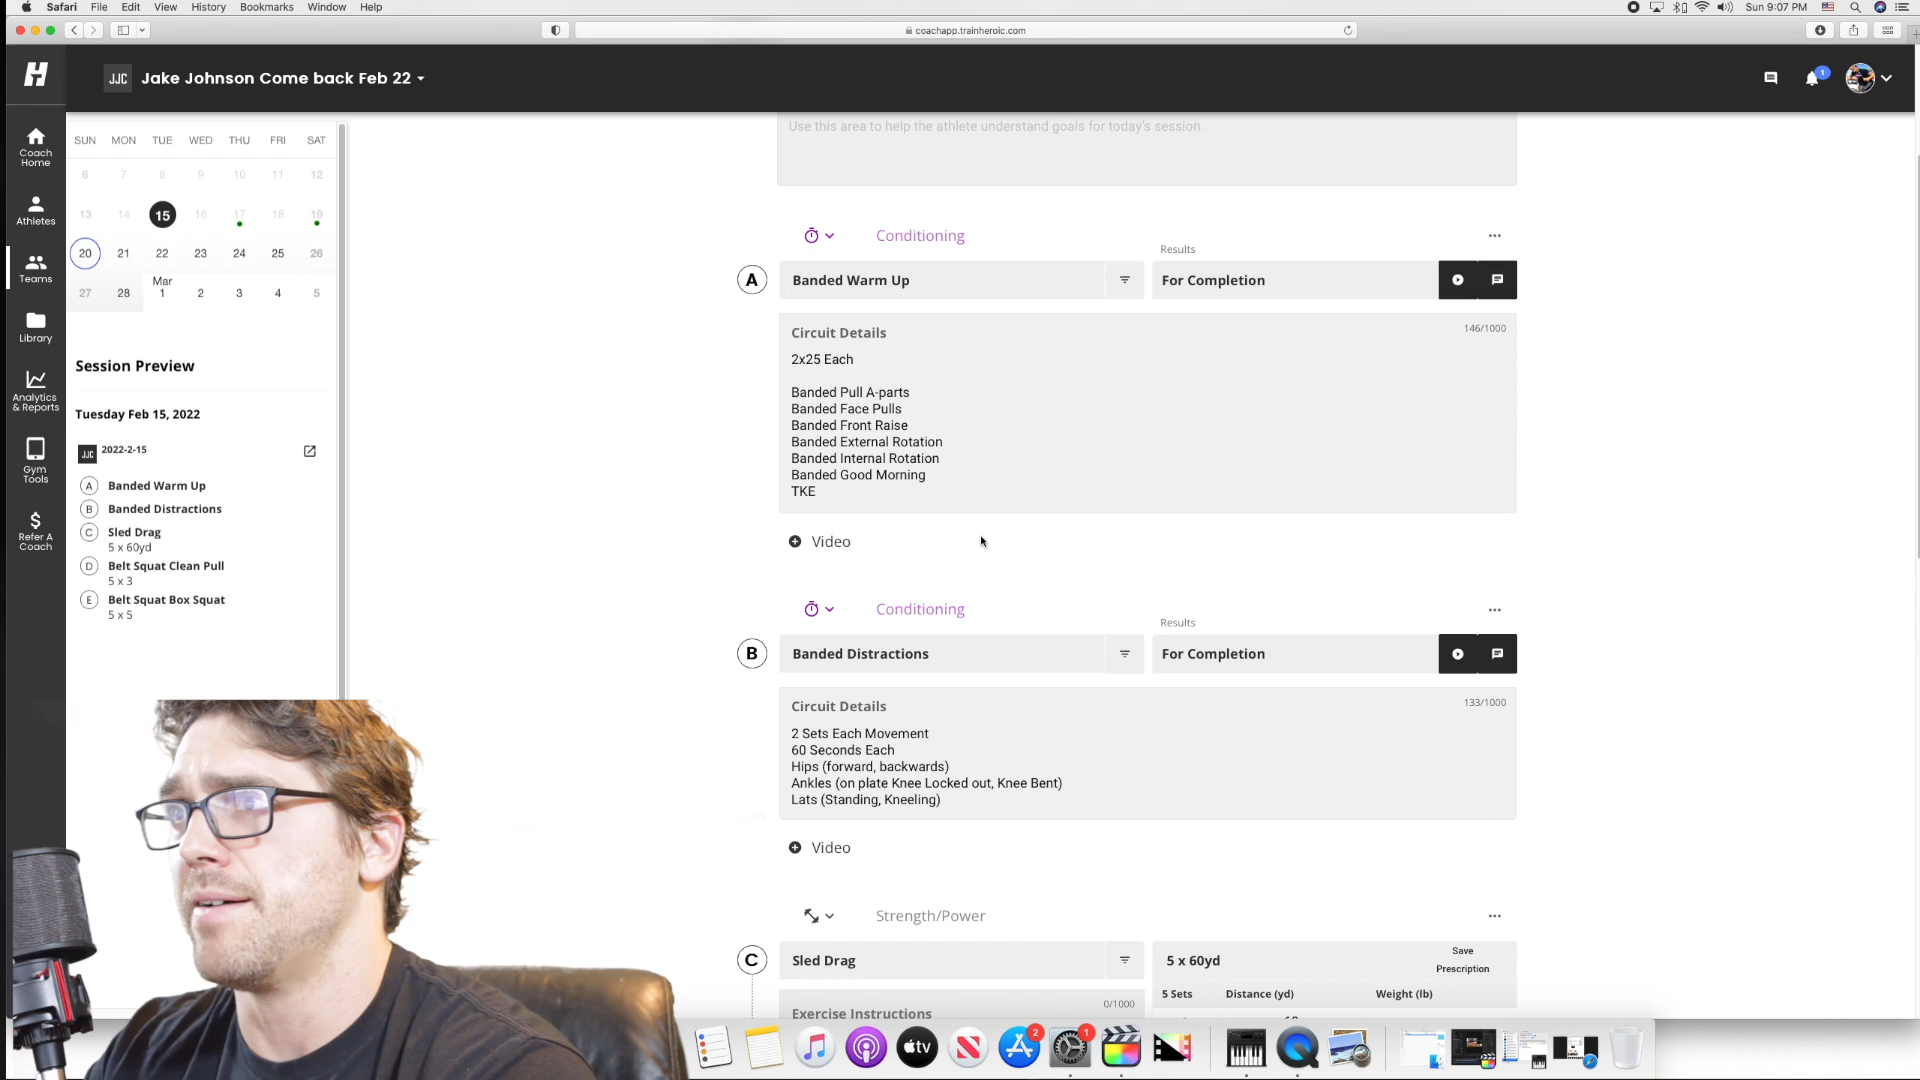 Safari File Edit View History Bookmarks Window Help
Sun 9:07 PM
coachapp.trainheroic.com
H
JJC Jake Johnson Come back Feb 22
1
Coach
Home
Athletes
Teams
Library
Analytics
& Reports
Gym
Tools
$
Refer A
Coach
SUN MON TUE WED THU FRI SAT
6 7 8 9 10 11 12
13 14 15 16 17 18 19
20 21 22 23 24 25 26
Mar
27 28 1 2 3 4 5
Session Preview
Tuesday Feb 15, 2022
JJC 2022-2-15
A Banded Warm Up
B Banded Distractions
C Sled Drag
5 x 60yd
D Belt Squat Clean Pull
5 x 3
E Belt Squat Box Squat
5 x 5
Use this area to help the athlete understand goals for today's session.
Conditioning
Results
A Banded Warm Up
For Completion
Circuit Details
146/1000
2x25 Each
Banded Pull A-parts
Banded Face Pulls
Banded Front Raise
Banded External Rotation
Banded Internal Rotation
Banded Good Morning
TKE
Video
Conditioning
Results
B Banded Distractions
For Completion
Circuit Details
133/1000
2 Sets Each Movement
60 Seconds Each
Hips (forward, backwards)
Ankles (on plate Knee Locked out, Knee Bent)
Lats (Standing, Kneeling)
Video
Strength/Power
C Sled Drag
5 x 60yd
Save
Prescription
5 Sets Distance (yd) Weight (lb)
0/1000
Exercise Instructions
tv
2
1